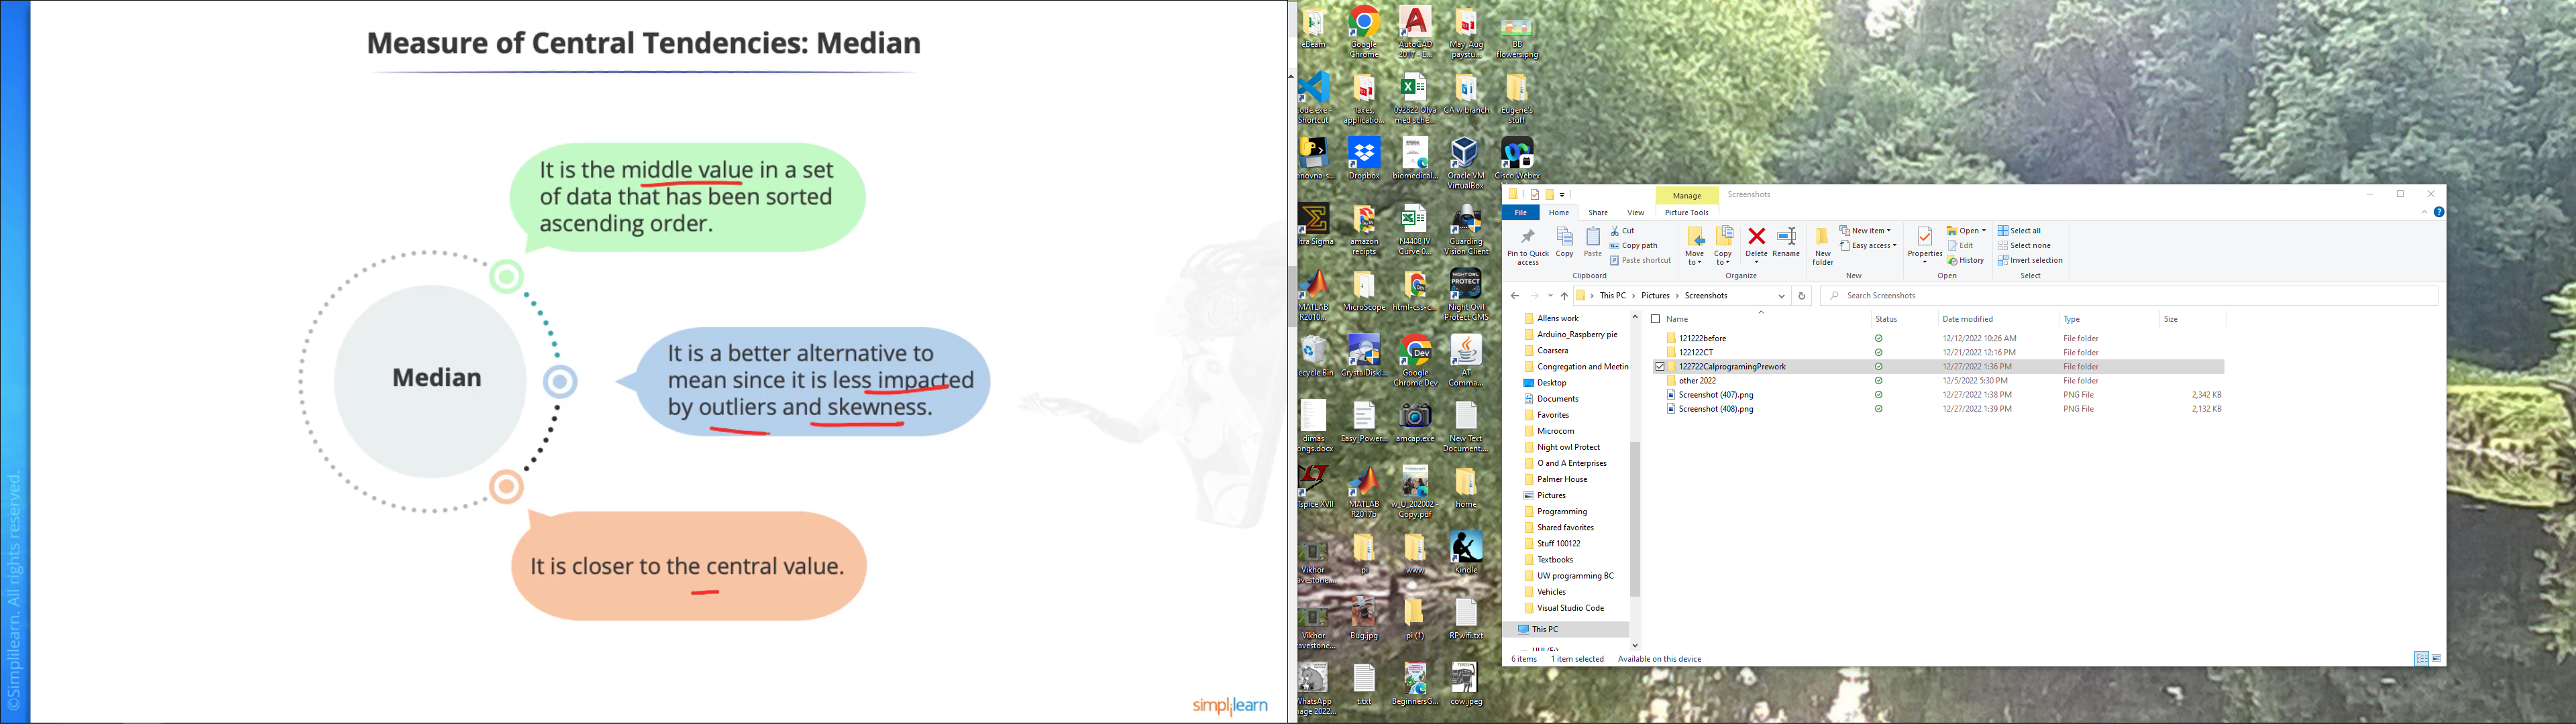 Measure of Central Tendencies: Median
It is the middle value in a set
of data that has been sorted
ascending order.
Median
It is a better alternative to
mean since it is less impacted
by outliers and skewness.
It is closer to the central value.
©Simplilearn. All rights reserved.
simplilearn
eBeam
Google
Chrome
AutoCAD
2017 - E...
May_Aug
paystu...
BB
flowers.png
ode.exe -
Shortcut
Taxes,
applicatio...
092822 Olya
med sche...
CA w branch
Eugene's
stuff
anovna-s...
Dropbox
biomedical...
Oracle VM
VirtualBox
Cisco Webex
ltra Sigma
amazon
recipts
N4408 IV
Curve 0...
Guarding
Vision Client
MATLAB
R2010...
MicroScope
html-css-c...
NIGHT OWL
PROTECT
Night Owl
Protect CMS
ecycle Bin
CrystalDiskI...
Dev
Google
Chrome Dev
AT
Comma...
dimas
ongs.docx
Easy_Power...
amcap.exe
New Text
Document...
Tspice XVII
MATLAB
R2017b
w_U_202002 -
Copy.pdf
home
Vikhor
avestone...
pi
www
Kindle
Vikhor
avestone...
Bug.jpg
pi (1)
RPwifi.txt
WhatsApp
age 2022...
t.txt
BeginnersG...
cow.jpeg
Manage
Screenshots
File
Home
Share
View
Picture Tools
Pin to Quick
access
Copy
Paste
Cut
Copy path
Paste shortcut
Clipboard
Move
to
Copy
to
Delete
Rename
Organize
New
folder
New item
Easy access
New
Properties
Open
Edit
History
Open
Select all
Select none
Invert selection
Select
This PC > Pictures > Screenshots
Search Screenshots
Allens work
Arduino_Raspberry pie
Coarsera
Congregation and Meetin
Desktop
Documents
Favorites
Microcom
Night owl Protect
O and A Enterprises
Palmer House
Pictures
Programming
Shared favorites
Stuff 100122
Textbooks
UW programming BC
Vehicles
Visual Studio Code
This PC
Name Status Date modified Type Size
121222before 12/12/2022 10:26 AM File folder
122122CT 12/21/2022 12:16 PM File folder
122722CalprogramingPrework 12/27/2022 1:36 PM File folder
other 2022 12/5/2022 5:30 PM File folder
Screenshot (407).png 12/27/2022 1:38 PM PNG File 2,342 KB
Screenshot (408).png 12/27/2022 1:39 PM PNG File 2,132 KB
6 items 1 item selected Available on this device